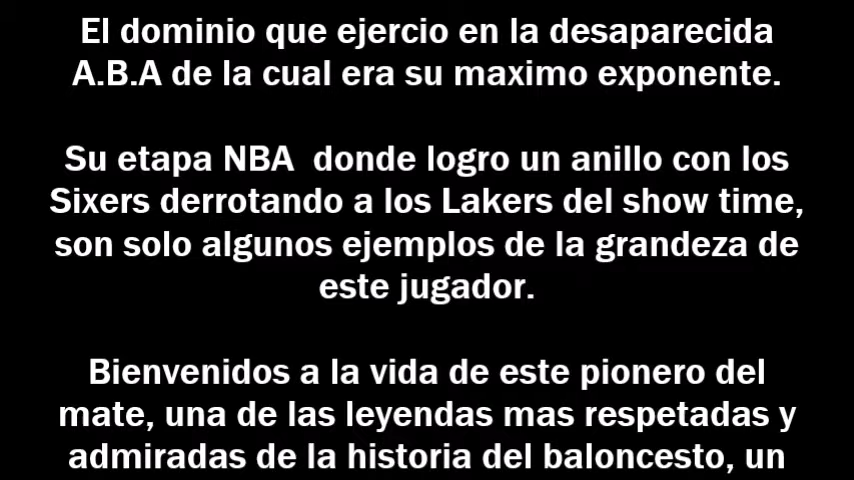 El dominio que ejercio en la desaparecida
A.B.A de la cual era su maximo exponente.
Su etapa NBA  donde logro un anillo con los
Sixers derrotando a los Lakers del show time,
son solo algunos ejemplos de la grandeza de
este jugador.
Bienvenidos a la vida de este pionero del
mate, una de las leyendas mas respetadas y
admiradas de la historia del baloncesto, un